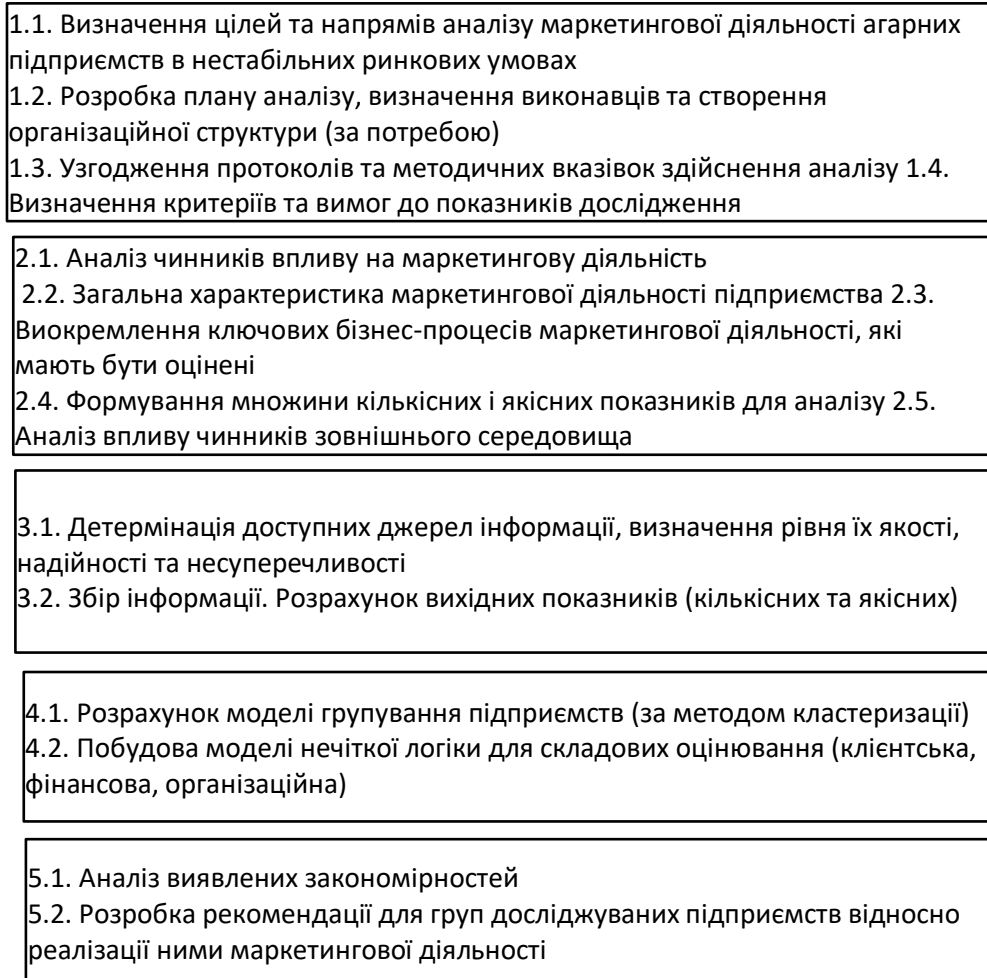 1.1. Визначення цілей та напрямів аналізу маркетингової діяльності агарних
підприємств в нестабільних ринкових умовах
1.2. Розробка плану аналізу, визначення виконавців та створення
організаційної структури (за потребою)
1.3. Узгодження протоколів та методичних вказівок здійснення аналізу 1.4.
Визначення критеріїв та вимог до показників дослідження
2.1. Аналіз чинників впливу на маркетингову діяльність
2.2. Загальна характеристика маркетингової діяльності підприємства 2.3.
Виокремлення ключових бізнес-процесів маркетингової діяльності, які
мають бути оцінені
2.4. Формування множини кількісних і якісних показників для аналізу 2.5.
Аналіз впливу чинників зовнішнього середовища
3.1. Детермінація доступних джерел інформації, визначення рівня їх якості,
надійності та несуперечливості
3.2. Збір інформації. Розрахунок вихідних показників (кількісних та якісних)
4.1. Розрахунок моделі групування підприємств (за методом кластеризації)
4.2. Побудова моделі нечіткої логіки для складових оцінювання (клієнтська,
фінансова, організаційна)
5.1. Аналіз виявлених закономірностей
5.2. Розробка рекомендації для груп досліджуваних підприємств відносно
реалізації ними маркетингової діяльності